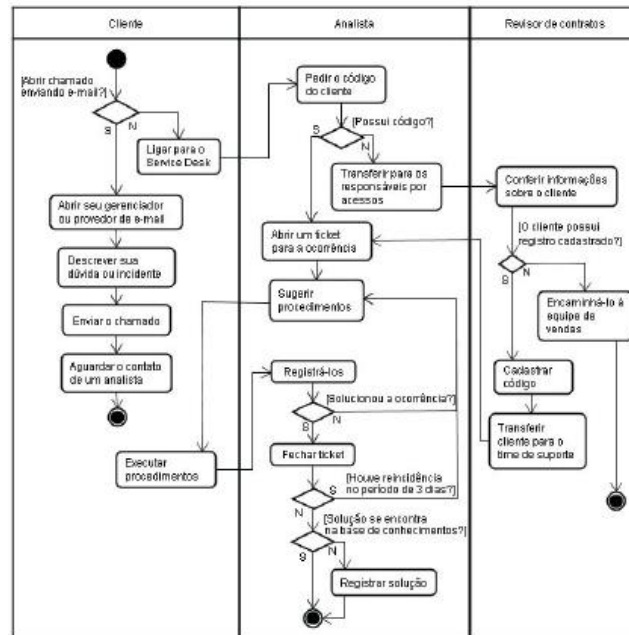 Cliente
Analista
Revisor de contratos
[Abrir chamado
enviando e-mail?]
S
N
Ligar para o
Service Desk
Abrir seu gerenciador
ou provedor de e-mail
Descrever sua
dúvida ou incidente
Enviar o chamado
Aguardar o contato
de um analista
Executar
procedimentos
Pedir o código
do cliente
[Possui código?]
S
N
Transferir para os
responsáveis por
acessos
Abrir um ticket
para a ocorrência
Sugerir
procedimentos
Registrá-los
[Solucionou a ocorrência?]
S
N
Fechar ticket
[Houve reincidência
no período de 3 dias?]
S
N
[Solução se encontra
na base de conhecimentos?]
S
N
Registrar solução
Conferir informações
sobre o cliente
[O cliente possui
registro cadastrado?]
S
N
Encaminhá-lo à
equipe de
vendas
Cadastrar
código
Transferir
cliente para o
time de suporte